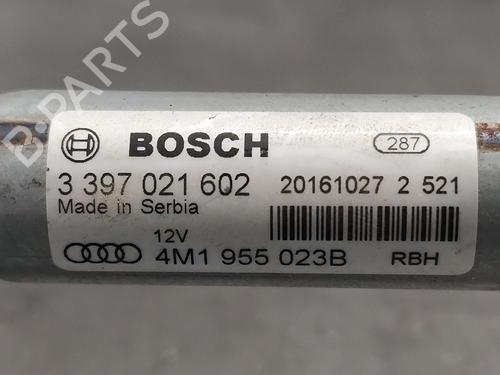 B-PARTS
BOSCH 287
3 397 021 602 20161027 2 521
Made in Serbia
12V
4M1 955 023B RBH